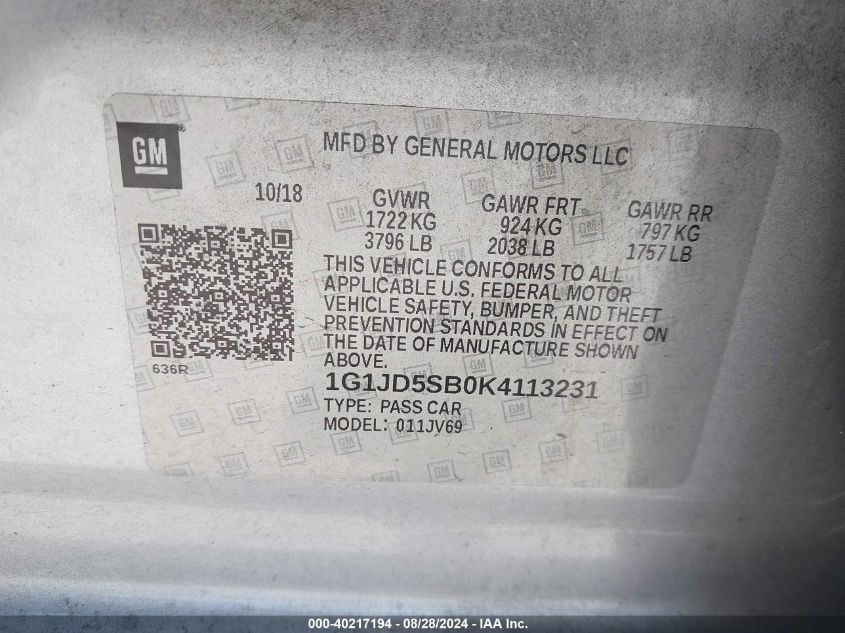 GM
MFD BY GENERAL MOTORS LLC
10/18
GVWR
1722 KG
3796 LB
GAWR FRT
924 KG
2038 LB
GAWR RR
797 KG
1757 LB
THIS VEHICLE CONFORMS TO ALL
APPLICABLE U.S. FEDERAL MOTOR
VEHICLE SAFETY, BUMPER, AND THEFT
PREVENTION STANDARDS IN EFFECT ON
THE DATE OF MANUFACTURE SHOWN
ABOVE.
636R
1G1JD5SB0K4113231
TYPE: PASS CAR
MODEL: 011JV69
000-40217194 - 08/28/2024 - IAA Inc.